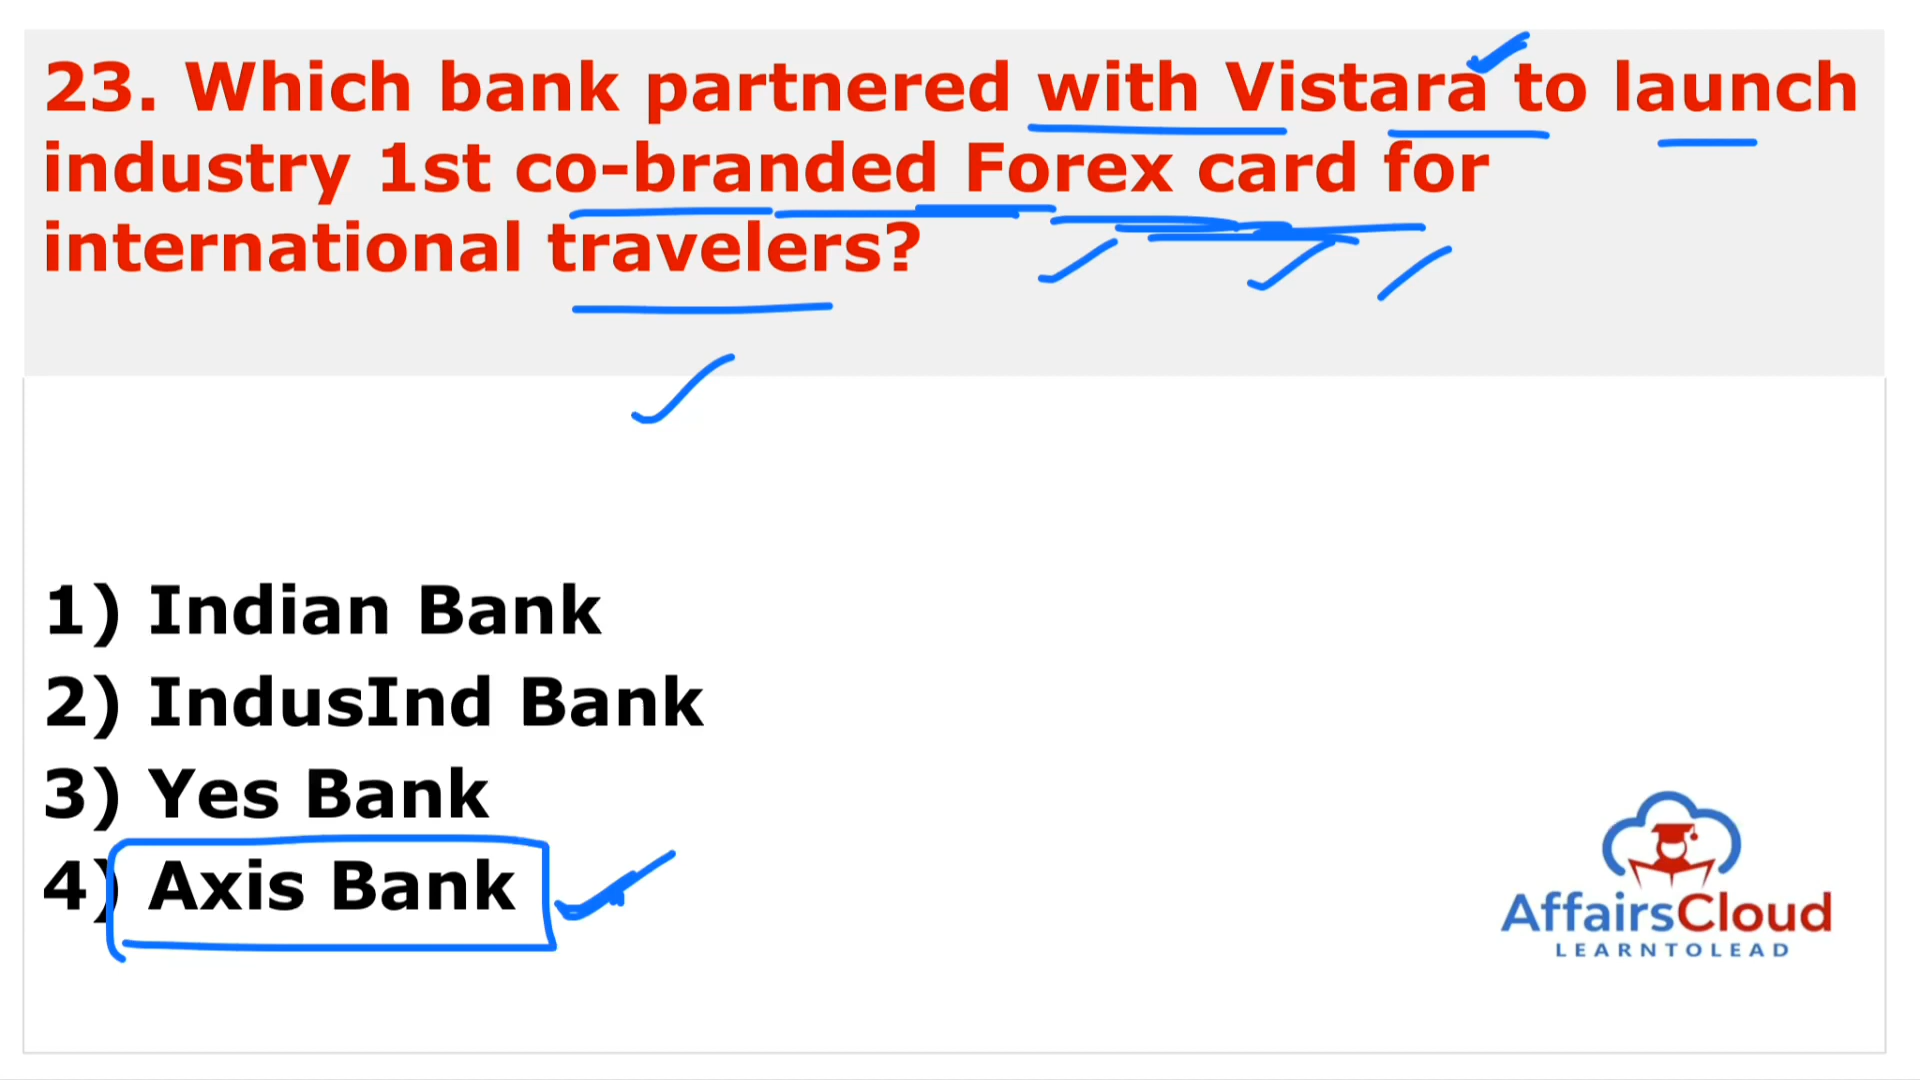 23. Which bank partnered with Vistara to launch
industry 1st co-branded Forex card for
international travelers?
1) Indian Bank
2) IndusInd Bank
3) Yes Bank
4) Axis Bank
AffairsCloud
LEARNTOLEAD